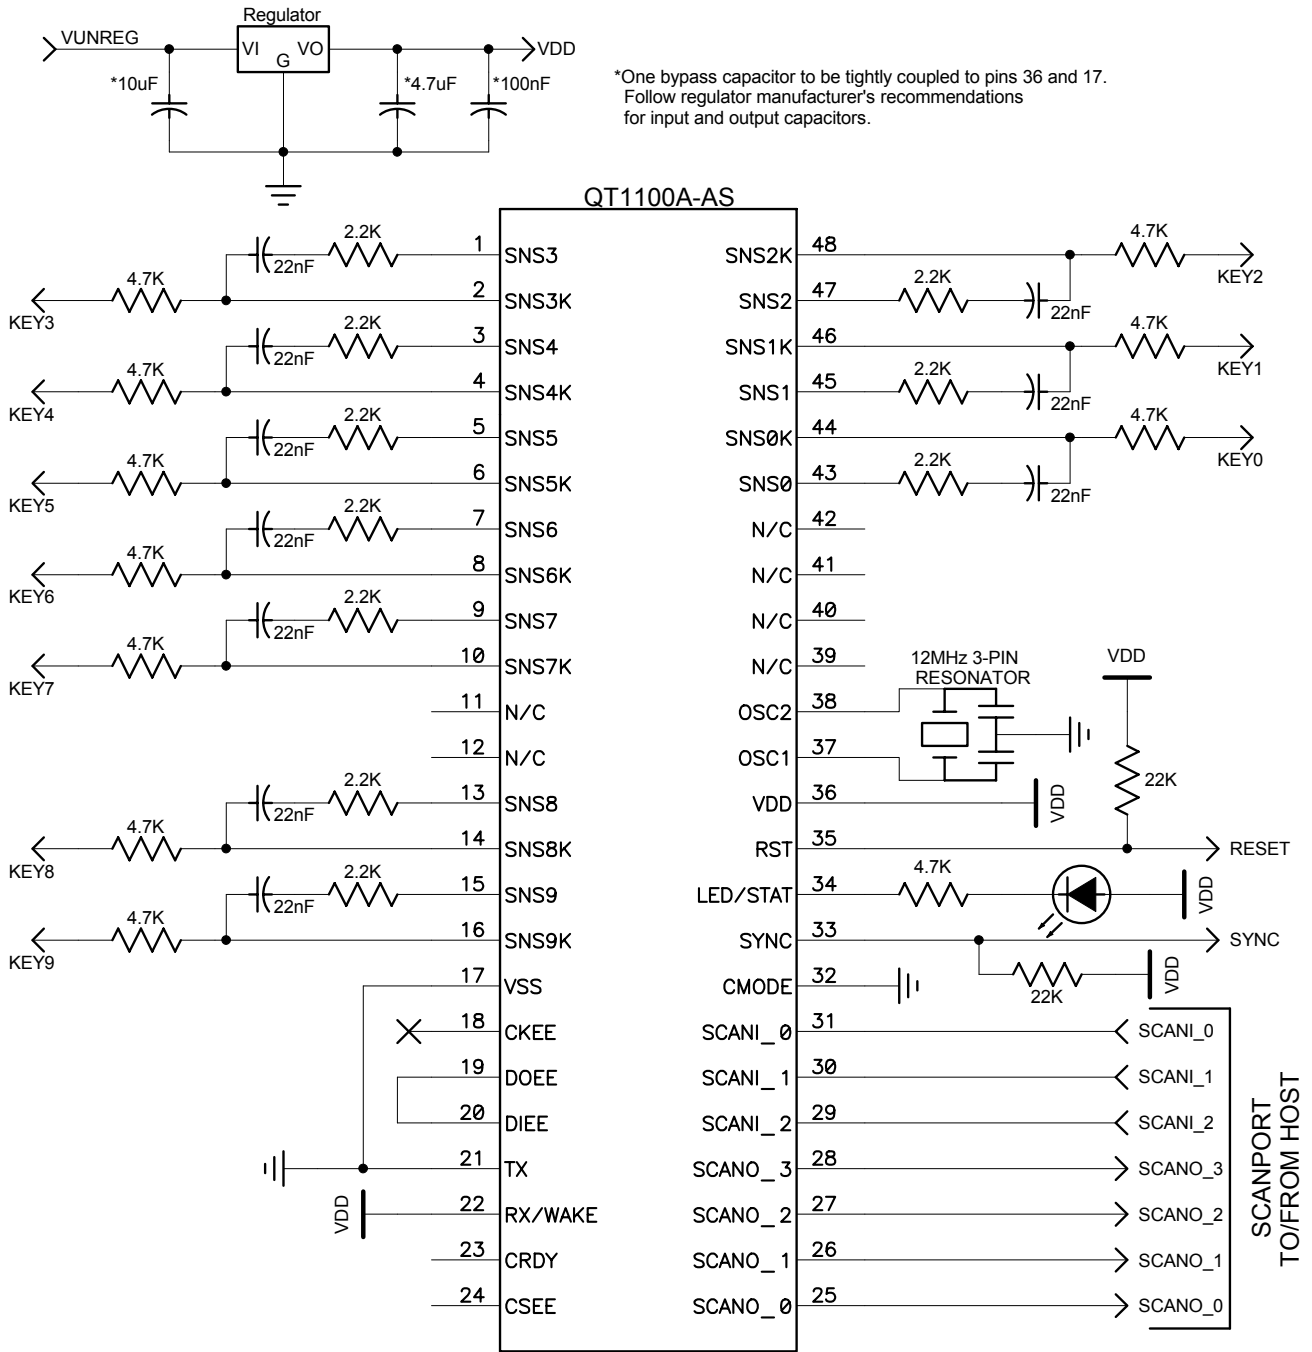 Regulator
VUNREG
VI
VO
G
VDD
*10uF
*4.7uF
*100nF
*One bypass capacitor to be tightly coupled to pins 36 and 17.
Follow regulator manufacturer's recommendations
for input and output capacitors.
QT1100A-AS
2.2K 1 SNS3
22nF
4.7K 2 SNS3K
KEY3
2.2K 3 SNS4
22nF
4.7K 4 SNS4K
KEY4
2.2K 5 SNS5
22nF
4.7K 6 SNS5K
KEY5
2.2K 7 SNS6
22nF
4.7K 8 SNS6K
KEY6
2.2K 9 SNS7
22nF
4.7K 10 SNS7K
KEY7
11 N/C
12 N/C
2.2K 13 SNS8
22nF
4.7K 14 SNS8K
KEY8
2.2K 15 SNS9
22nF
4.7K 16 SNS9K
KEY9
17 VSS
18 CKEE
19 DOEE
20 DIEE
21 TX
VDD 22 RX/WAKE
23 CRDY
24 CSEE
SNS2K 48 4.7K
KEY2
SNS2 47 2.2K
22nF
SNS1K 46 4.7K
KEY1
SNS1 45 2.2K
22nF
SNS0K 44 4.7K
KEY0
SNS0 43 2.2K
22nF
N/C 42
N/C 41
N/C 40
N/C 39
12MHz 3-PIN
RESONATOR
VDD
OSC2 38
OSC1 37
22K
VDD 36 VDD
RST 35 RESET
LED/STAT 34 4.7K VDD
SYNC 33 SYNC
22K VDD
CMODE 32
SCANI_0 31 SCANI_0
SCANI_1 30 SCANI_1
SCANI_2 29 SCANI_2
SCANO_3 28 SCANO_3
SCANO_2 27 SCANO_2
SCANO_1 26 SCANO_1
SCANO_0 25 SCANO_0
SCANPORT
TO/FROM HOST